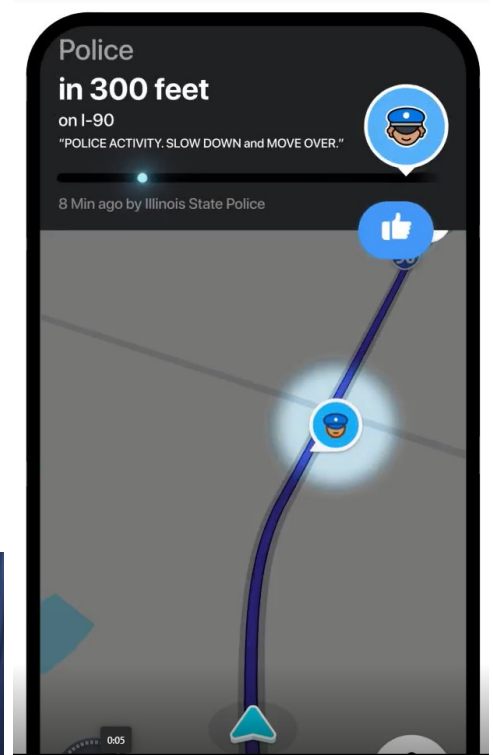 Police
in 300 feet
on I-90
"POLICE ACTIVITY. SLOW DOWN and MOVE OVER."
8 Min ago by Illinois State Police
0:05